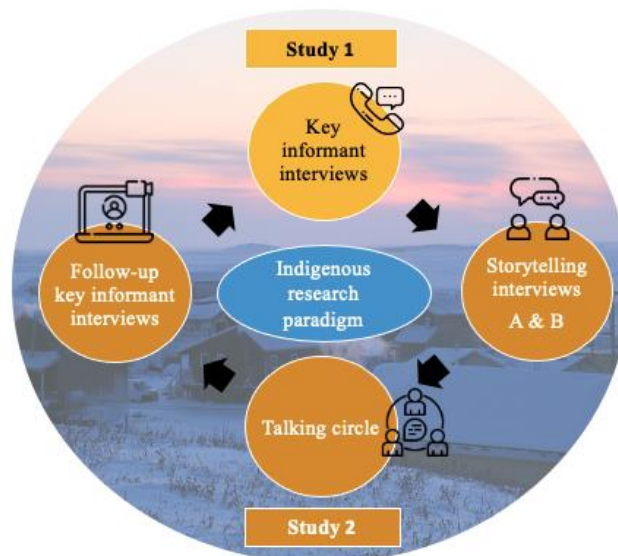 Study 1
Key
informant
interviews
Storytelling
interviews
A & B
Indigenous
research
paradigm
Follow-up
key informant
interviews
Talking circle
Study 2